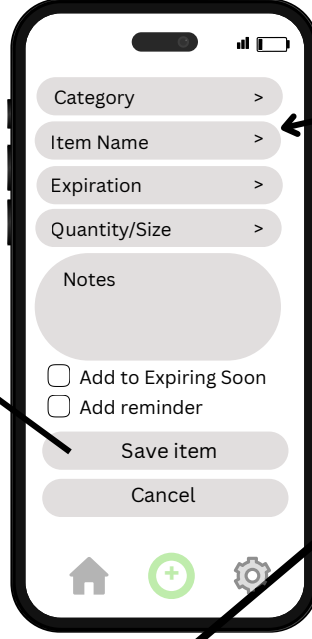 Category >
Item Name >
Expiration >
Quantity/Size >
Notes
Add to Expiring Soon
Add reminder
Save item
Cancel
+